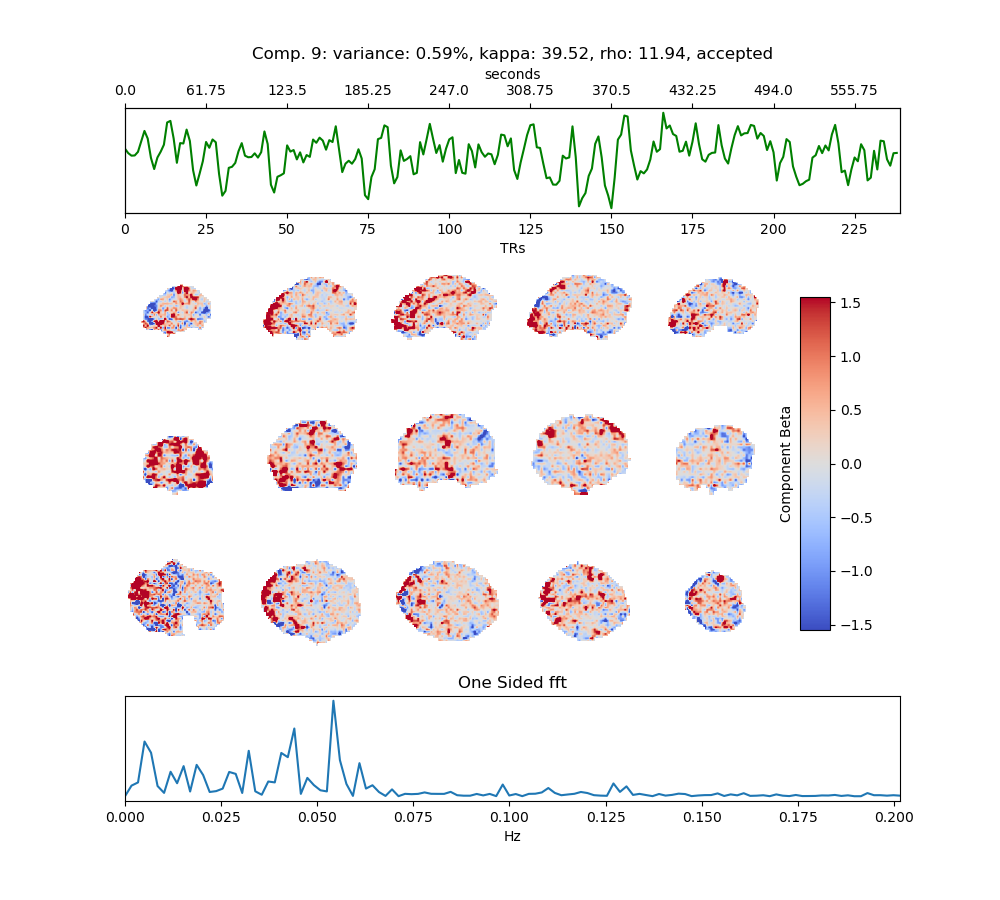 Comp. 9: variance: 0.59%, kappa: 39.52, rho: 11.94, accepted
seconds
0.0 61.75 123.5 185.25 247.0 308.75 370.5 432.25 494.0 555.75
0 25 50 75 100 125 150 175 200 225
TRs
1.5
1.0
0.5
0.0
−0.5
−1.0
−1.5
Component Beta
One Sided fft
0.000 0.025 0.050 0.075 0.100 0.125 0.150 0.175 0.200
Hz